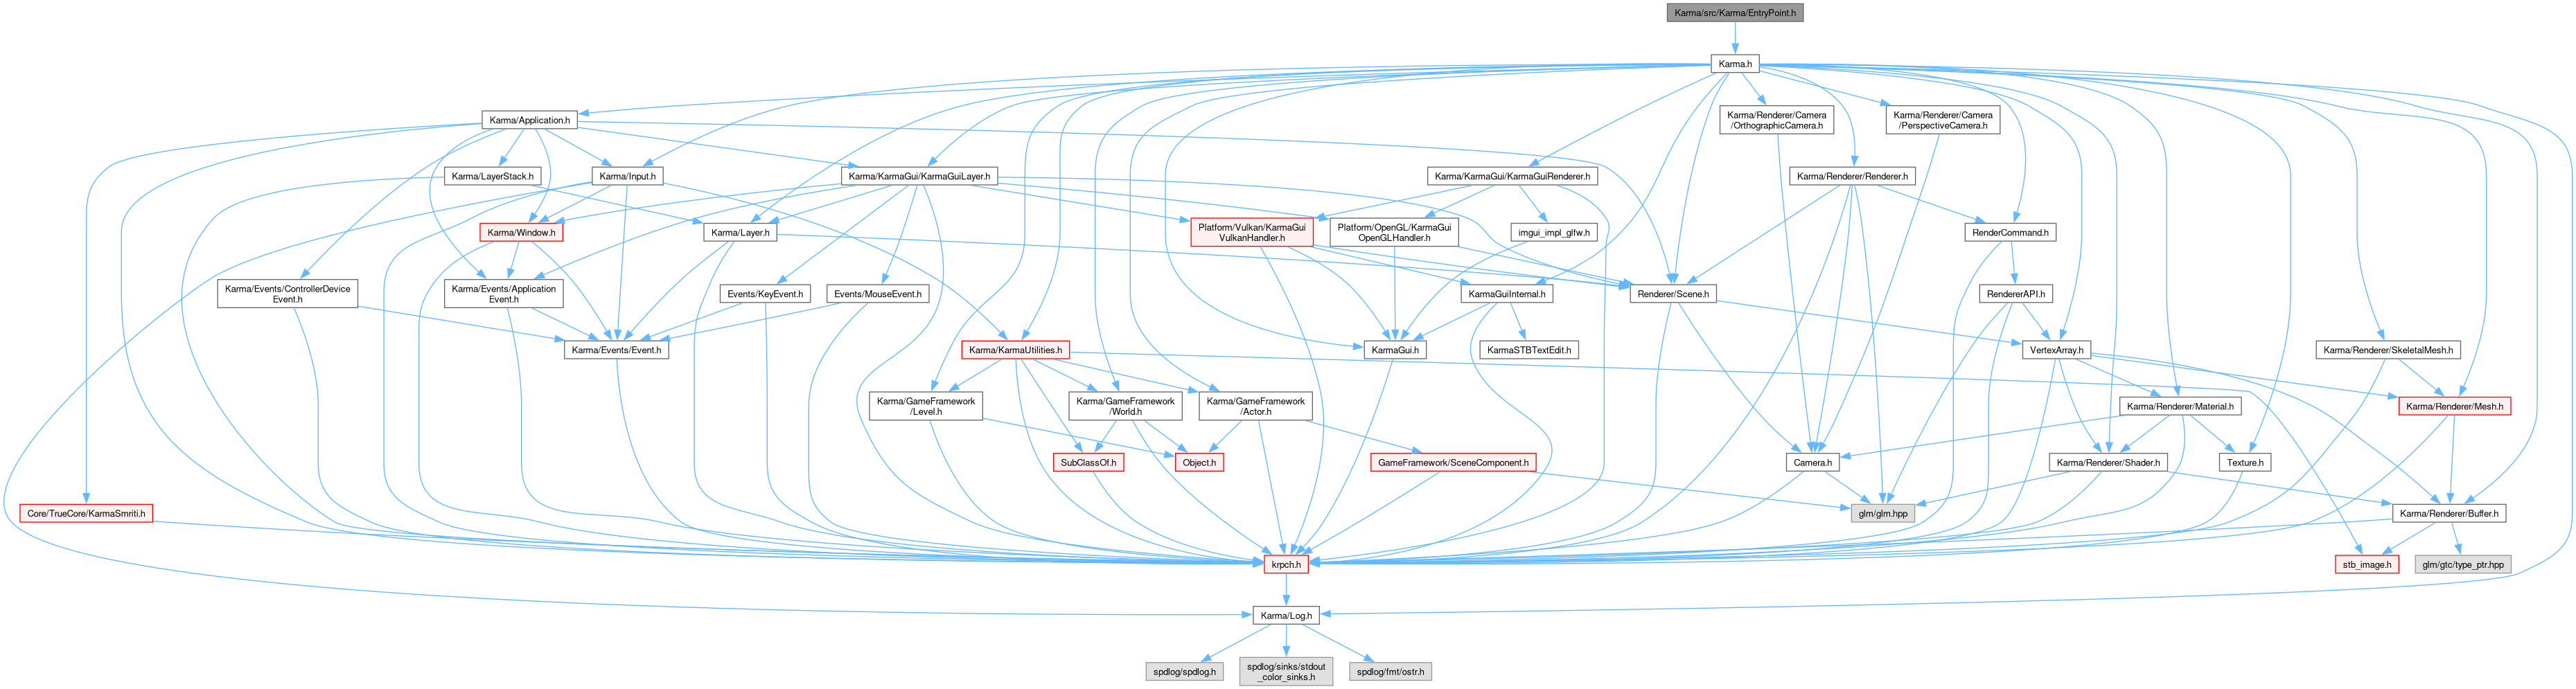 Karma/src/Karma/EntryPoint.h
Karma.h
Karma/Application.h
Karma/Renderer/Camera
/OrthographicCamera.h
Karma/Renderer/Camera
/PerspectiveCamera.h
Karma/LayerStack.h
Karma/Input.h
Karma/KarmaGui/KarmaGuiLayer.h
Karma/KarmaGui/KarmaGuiRenderer.h
Karma/Renderer/Renderer.h
Karma/Window.h
Karma/Layer.h
Platform/Vulkan/KarmaGui
VulkanHandler.h
Platform/OpenGL/KarmaGui
OpenGLHandler.h
imgui_impl_glfw.h
RenderCommand.h
Karma/Events/ControllerDevice
Event.h
Karma/Events/Application
Event.h
Events/KeyEvent.h
Events/MouseEvent.h
KarmaGuiInternal.h
Renderer/Scene.h
RendererAPI.h
Karma/Events/Event.h
Karma/KarmaUtilities.h
KarmaGui.h
KarmaSTBTextEdit.h
VertexArray.h
Karma/Renderer/SkeletalMesh.h
Karma/GameFramework
/Level.h
Karma/GameFramework
/World.h
Karma/GameFramework
/Actor.h
Karma/Renderer/Material.h
Karma/Renderer/Mesh.h
SubClassOf.h
Object.h
GameFramework/SceneComponent.h
Camera.h
Karma/Renderer/Shader.h
Texture.h
Core/TrueCore/KarmaSmriti.h
glm/glm.hpp
Karma/Renderer/Buffer.h
krpch.h
stb_image.h
glm/gtc/type_ptr.hpp
Karma/Log.h
spdlog/spdlog.h
spdlog/sinks/stdout
_color_sinks.h
spdlog/fmt/ostr.h